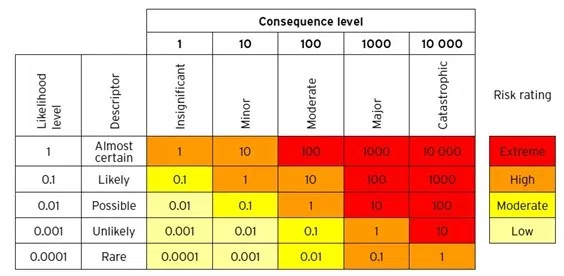 Consequence level
1 10 100 1000 10 000
Likelihood level
Descriptor
Insignificant
Minor
Moderate
Major
Catastrophic
Risk rating
1 Almost certain 1 10 100 1000 10 000 Extreme
0.1 Likely 0.1 1 10 100 1000 High
0.01 Possible 0.01 0.1 1 10 100 Moderate
0.001 Unlikely 0.001 0.01 0.1 1 10 Low
0.0001 Rare 0.0001 0.001 0.01 0.1 1